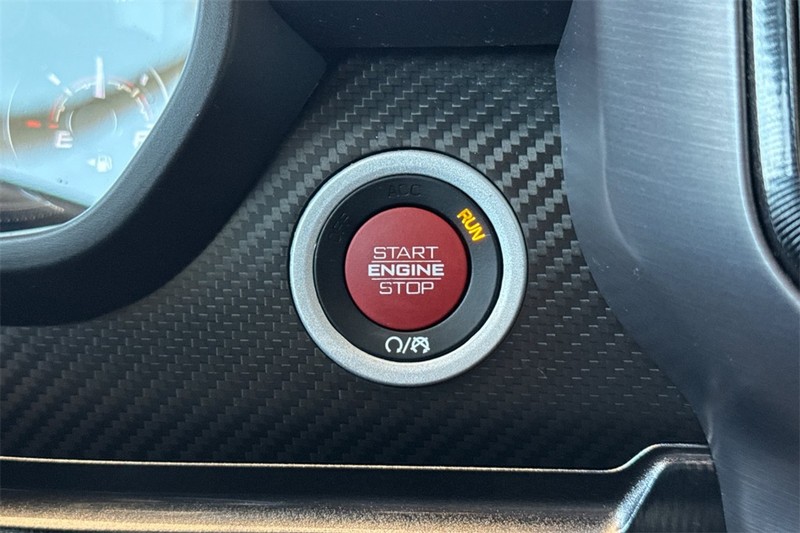 E
ACC
RUN
START
ENGINE
STOP